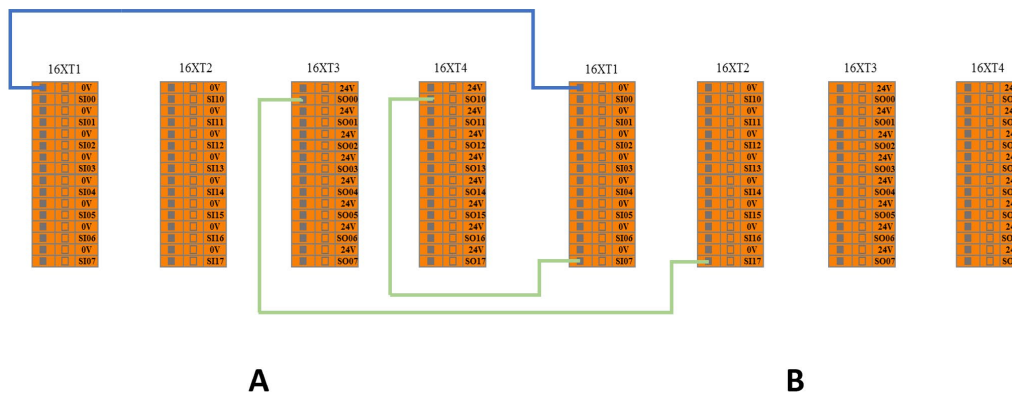 16XT1
0V
SI00
0V
SI01
0V
SI02
0V
SI03
0V
SI04
0V
SI05
0V
SI06
0V
SI07
16XT2
0V
SI10
0V
SI11
0V
SI12
0V
SI13
0V
SI14
0V
SI15
0V
SI16
0V
SI17
16XT3
24V
SO00
24V
SO01
24V
SO02
24V
SO03
24V
SO04
24V
SO05
24V
SO06
24V
SO07
16XT4
24V
SO10
24V
SO11
24V
SO12
24V
SO13
24V
SO14
24V
SO15
24V
SO16
24V
SO17
16XT1
0V
SI00
0V
SI01
0V
SI02
0V
SI03
0V
SI04
0V
SI05
0V
SI06
0V
SI07
16XT2
0V
SI10
0V
SI11
0V
SI12
0V
SI13
0V
SI14
0V
SI15
0V
SI16
0V
SI17
16XT3
24V
SO00
24V
SO01
24V
SO02
24V
SO03
24V
SO04
24V
SO05
24V
SO06
24V
SO07
16XT4
A
B